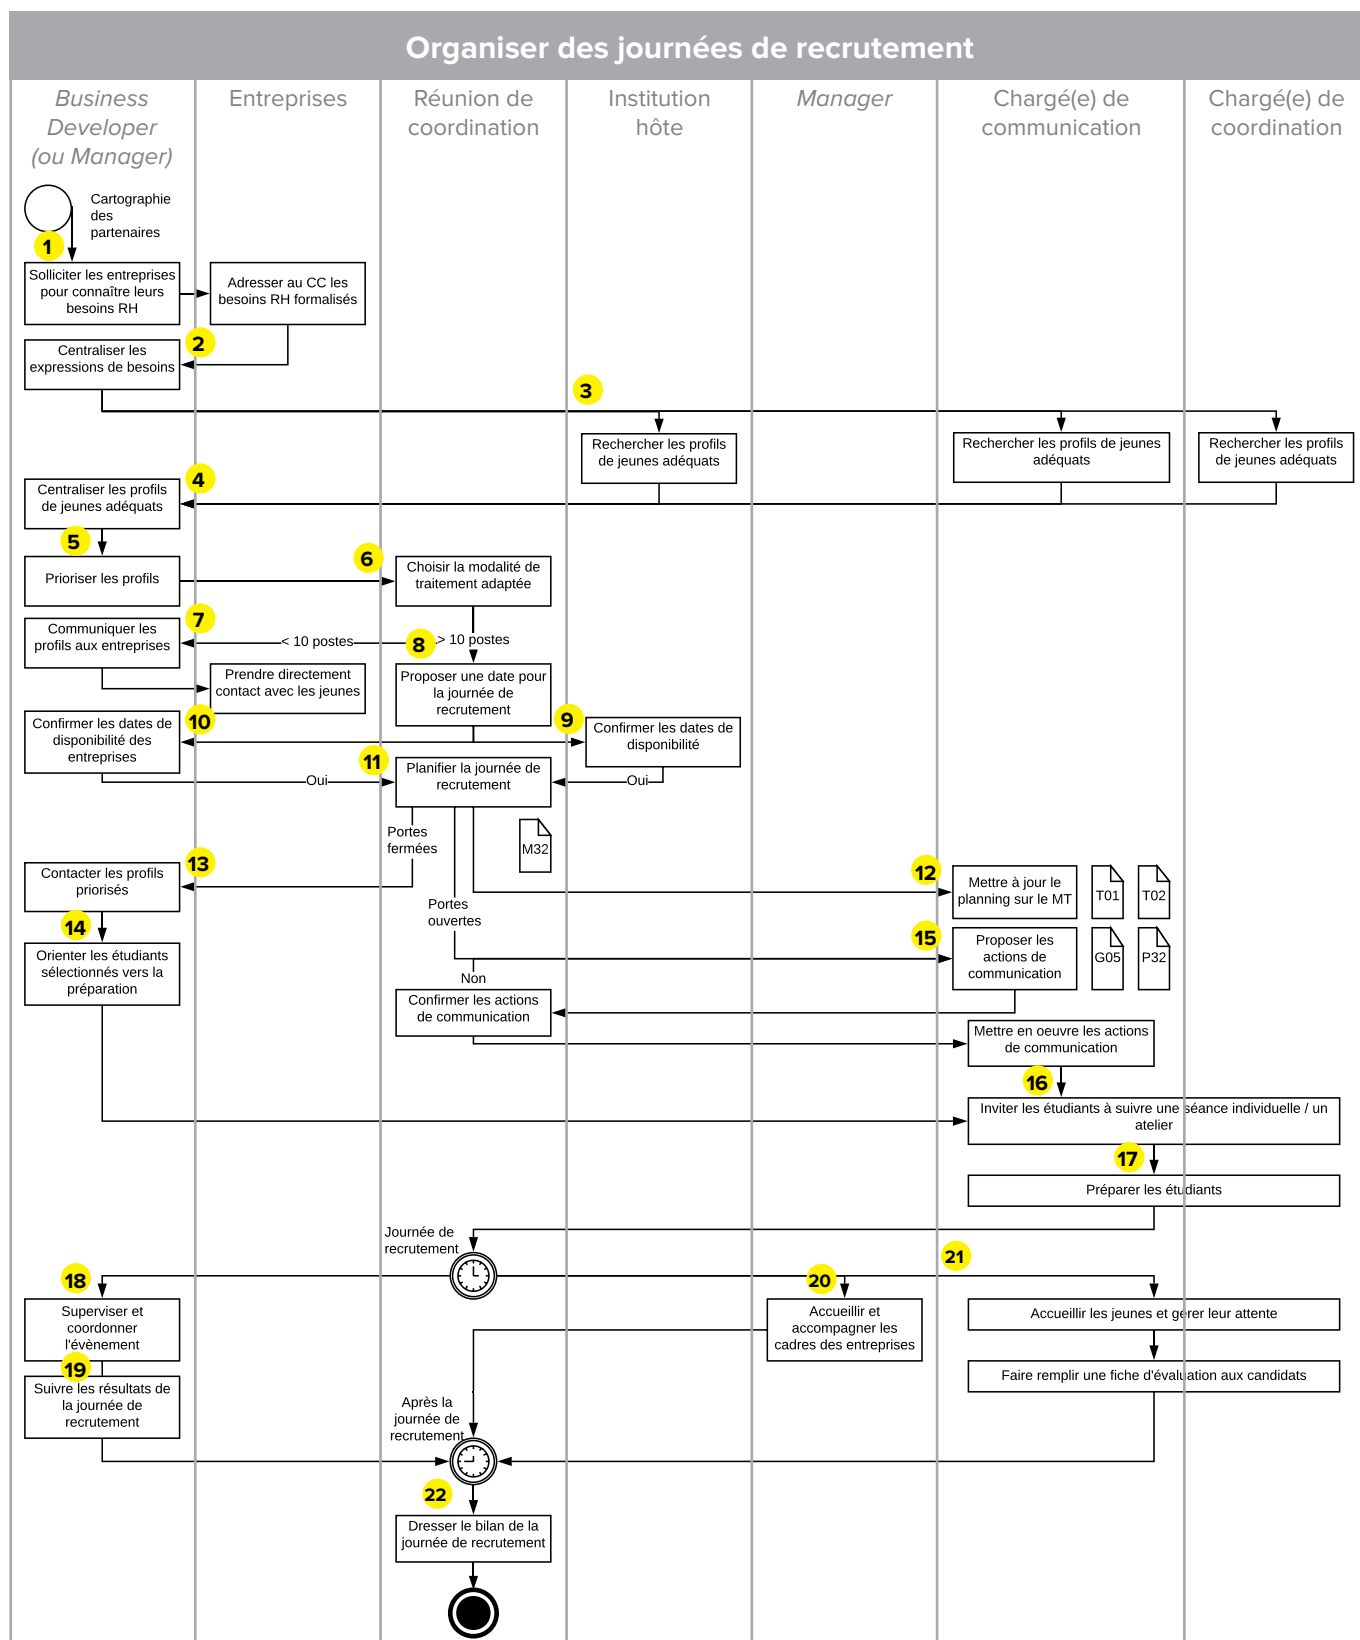 Organiser des journées de recrutement
Business
Developer
(ou Manager)
Entreprises
Réunion de
coordination
Institution
hôte
Manager
Chargé(e) de
communication
Chargé(e) de
coordination
Cartographie
des
partenaires
1
Solliciter les entreprises
pour connaître leurs
besoins RH
Adresser au CC les
besoins RH formalisés
2
Centraliser les
expressions de besoins
3
Rechercher les profils
de jeunes adéquats
Rechercher les profils de jeunes
adéquats
Rechercher les profils
de jeunes adéquats
4
Centraliser les profils
de jeunes adéquats
5
Prioriser les profils
6
Choisir la modalité de
traitement adaptée
7
Communiquer les
profils aux entreprises
< 10 postes
8
> 10 postes
Prendre directement
contact avec les jeunes
Proposer une date pour
la journée de
recrutement
10
Confirmer les dates de
disponibilité des
entreprises
9
Confirmer les dates de
disponibilité
11
Oui
Planifier la journée de
recrutement
Oui
Portes
fermées
M32
13
Contacter les profils
priorisés
12
Mettre à jour le
planning sur le MT
T01
T02
Portes
ouvertes
14
Orienter les étudiants
sélectionnés vers la
préparation
15
Proposer les
actions de
communication
G05
P32
Non
Confirmer les actions
de communication
Mettre en oeuvre les actions
de communication
16
Inviter les étudiants à suivre une séance individuelle / un
atelier
17
Préparer les étudiants
Journée de
recrutement
18
Superviser et
coordonner
l'évènement
20
Accueillir et
accompagner les
cadres des entreprises
21
Accueillir les jeunes et gérer leur attente
19
Suivre les résultats de
la journée de
recrutement
Faire remplir une fiche d'évaluation aux candidats
Après la
journée de
recrutement
22
Dresser le bilan de la
journée de recrutement